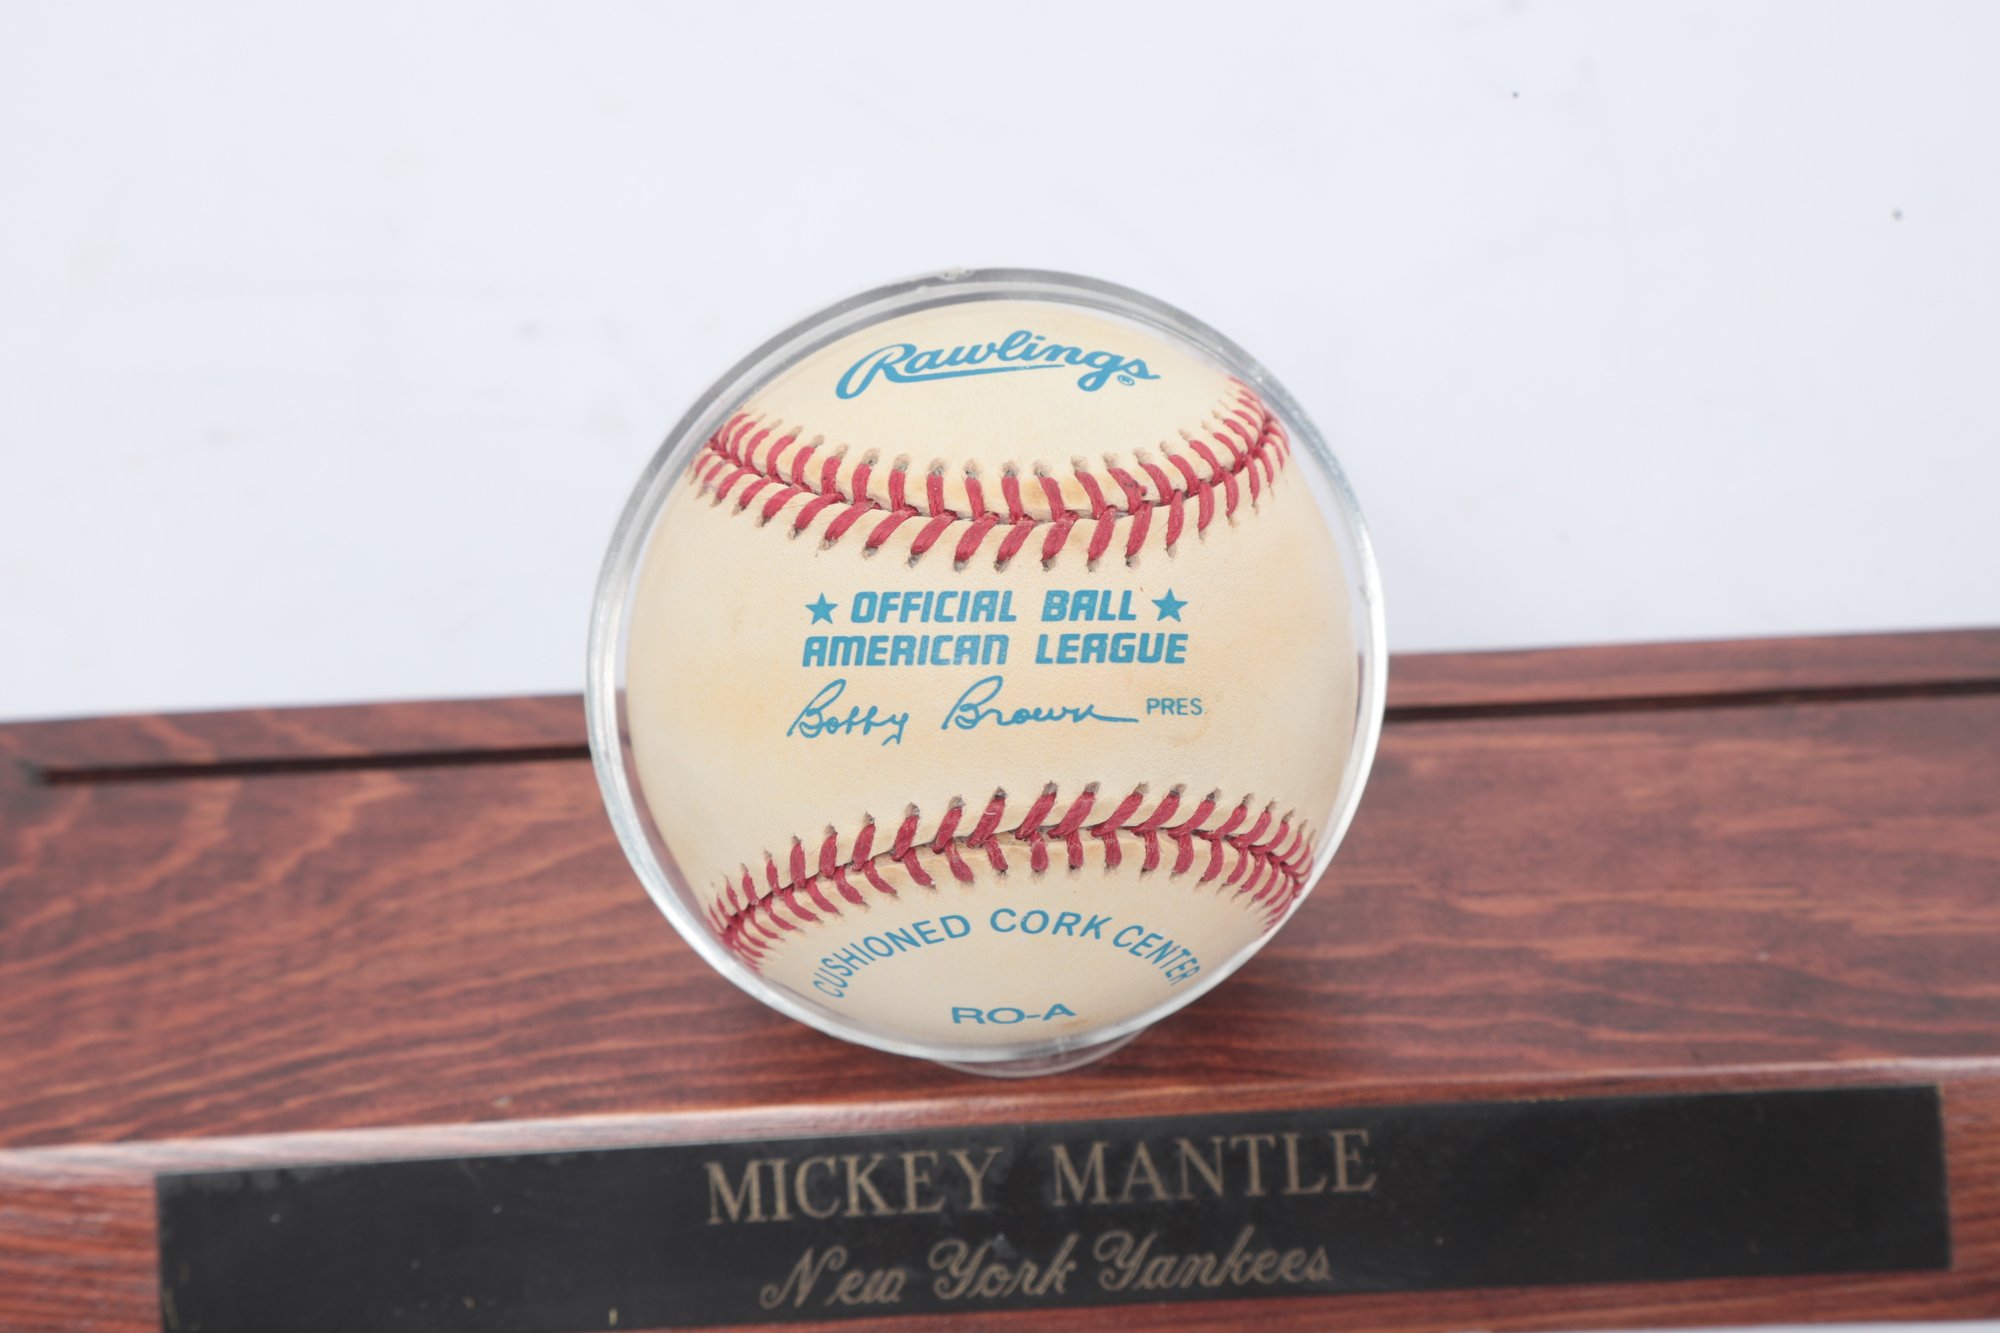 Rawlings®
★ OFFICIAL BALL ★
AMERICAN LEAGUE
Bobby Brown PRES.
CUSHIONED CORK CENTER
RO-A
MICKEY MANTLE
New York Yankees